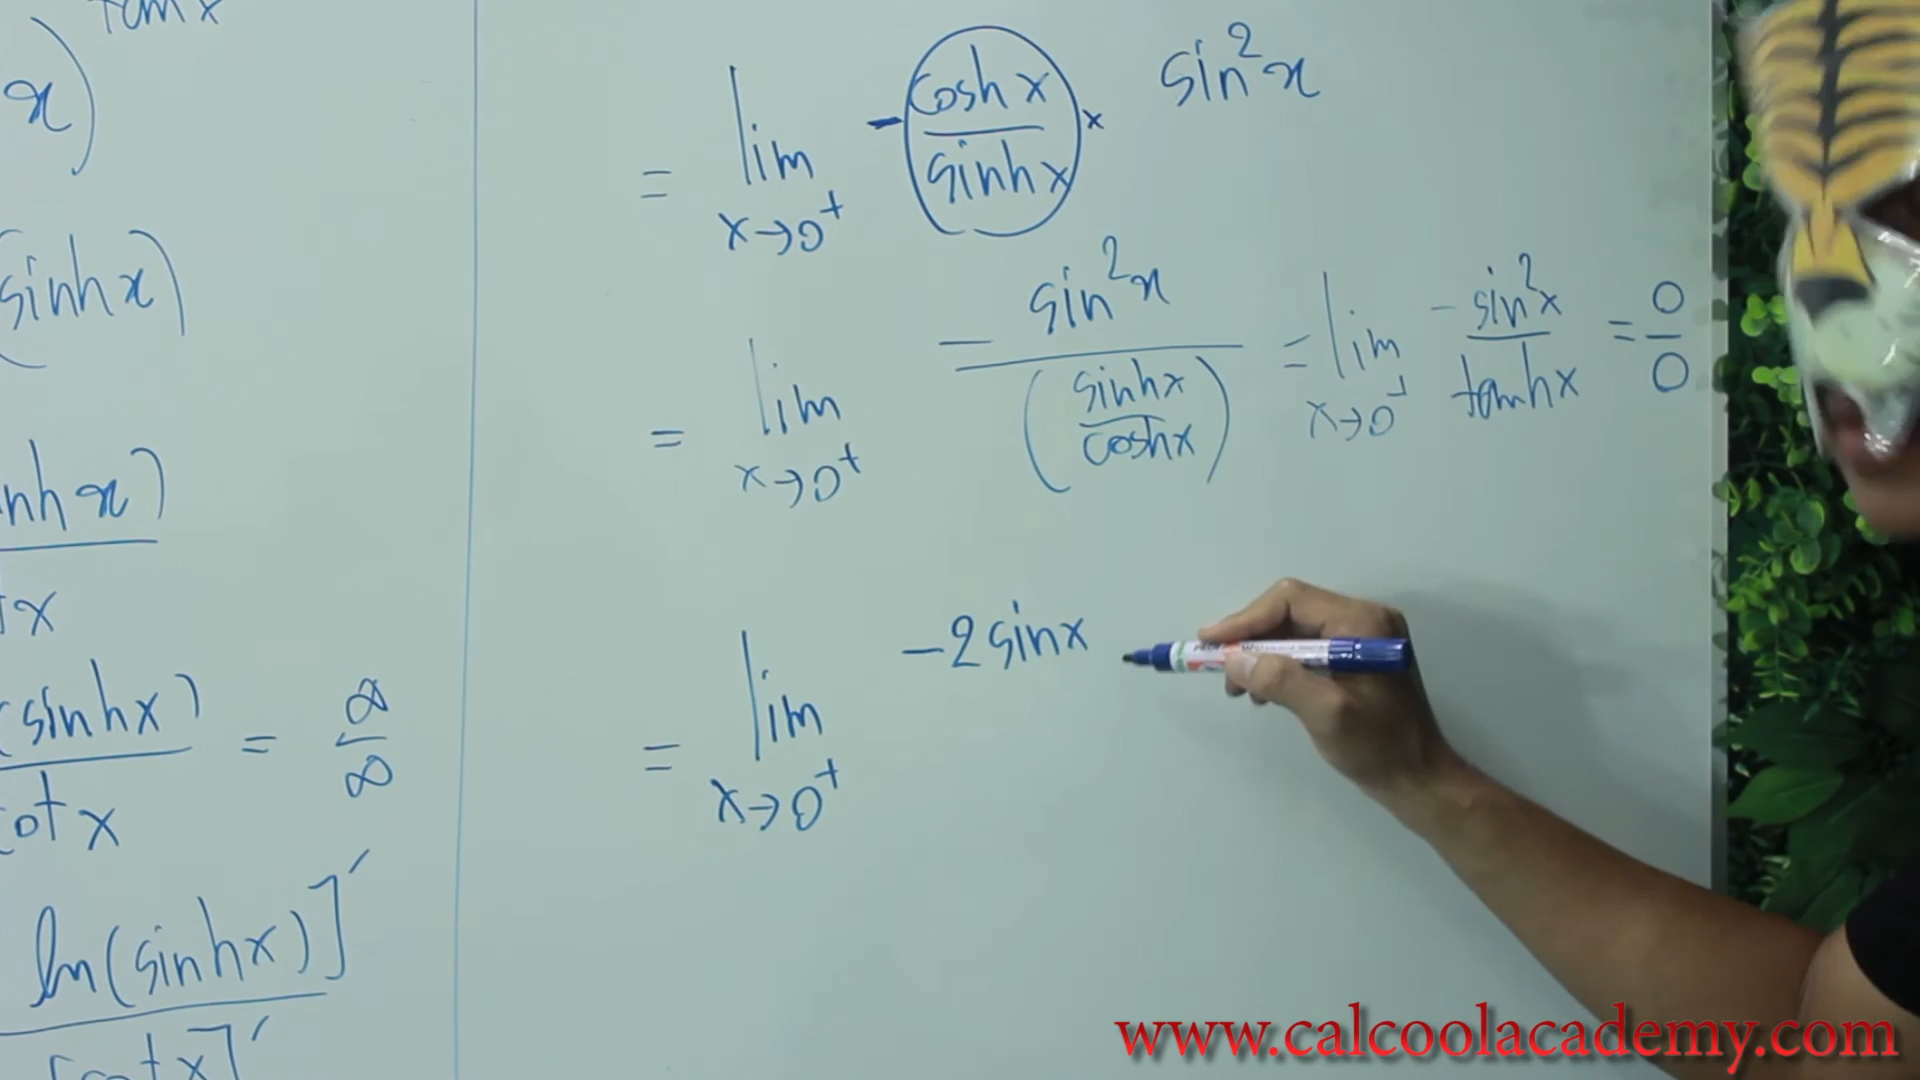 tan x
x)
sinh x)
nh x)
x
(sinh x) = ∞/∞
cot x
ln(sinh x)]′
[cot x]′
= lim x→0⁺ - cosh x / sinh x × sin²x
= lim x→0⁺ - sin²x / (sinh x / cosh x) = lim x→0⁺ - sin²x / tanh x = 0/0
= lim x→0⁺ -2 sin x
www.calcoolacademy.com